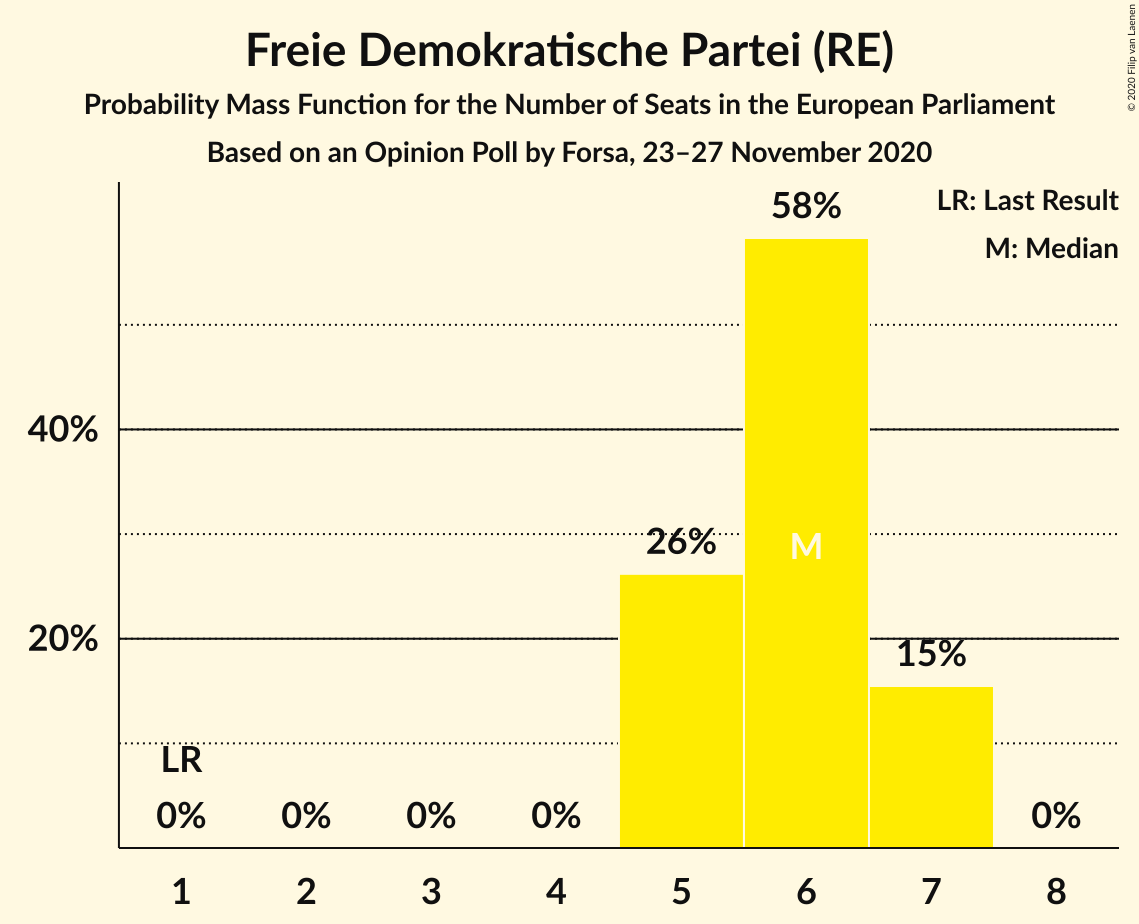 Freie Demokratische Partei (RE)
Probability Mass Function for the Number of Seats in the European Parliament
Based on an Opinion Poll by Forsa, 23–27 November 2020
© 2020 Filip van Laenen
LR: Last Result
M: Median
58%
40%
26%
M
20%
15%
LR
0% 0% 0% 0% 0%
1 2 3 4 5 6 7 8